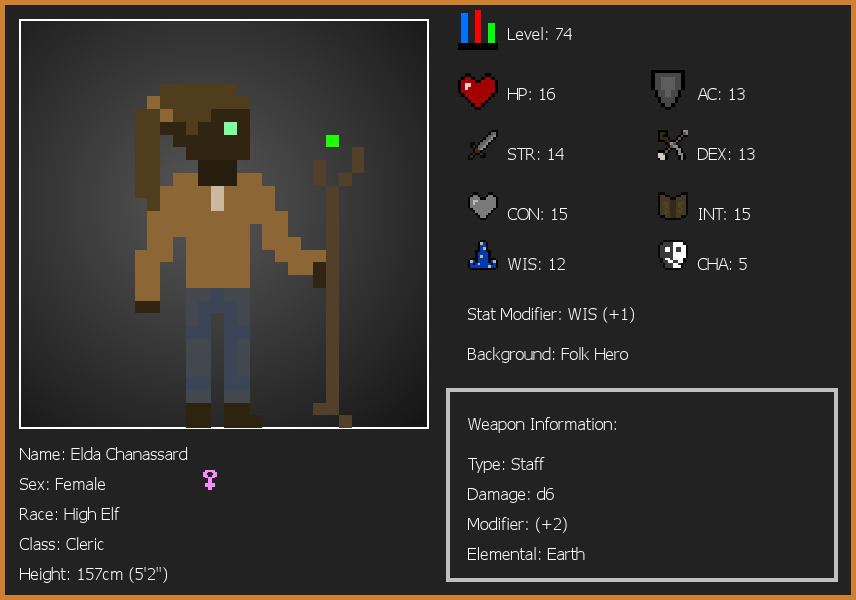 Level: 74
HP: 16
AC: 13
STR: 14
DEX: 13
CON: 15
INT: 15
WIS: 12
CHA: 5
Stat Modifier: WIS (+1)
Background: Folk Hero
Weapon Information:
Type: Staff
Damage: d6
Modifier: (+2)
Elemental: Earth
Name: Elda Chanassard
Sex: Female
Race: High Elf
Class: Cleric
Height: 157cm (5'2")